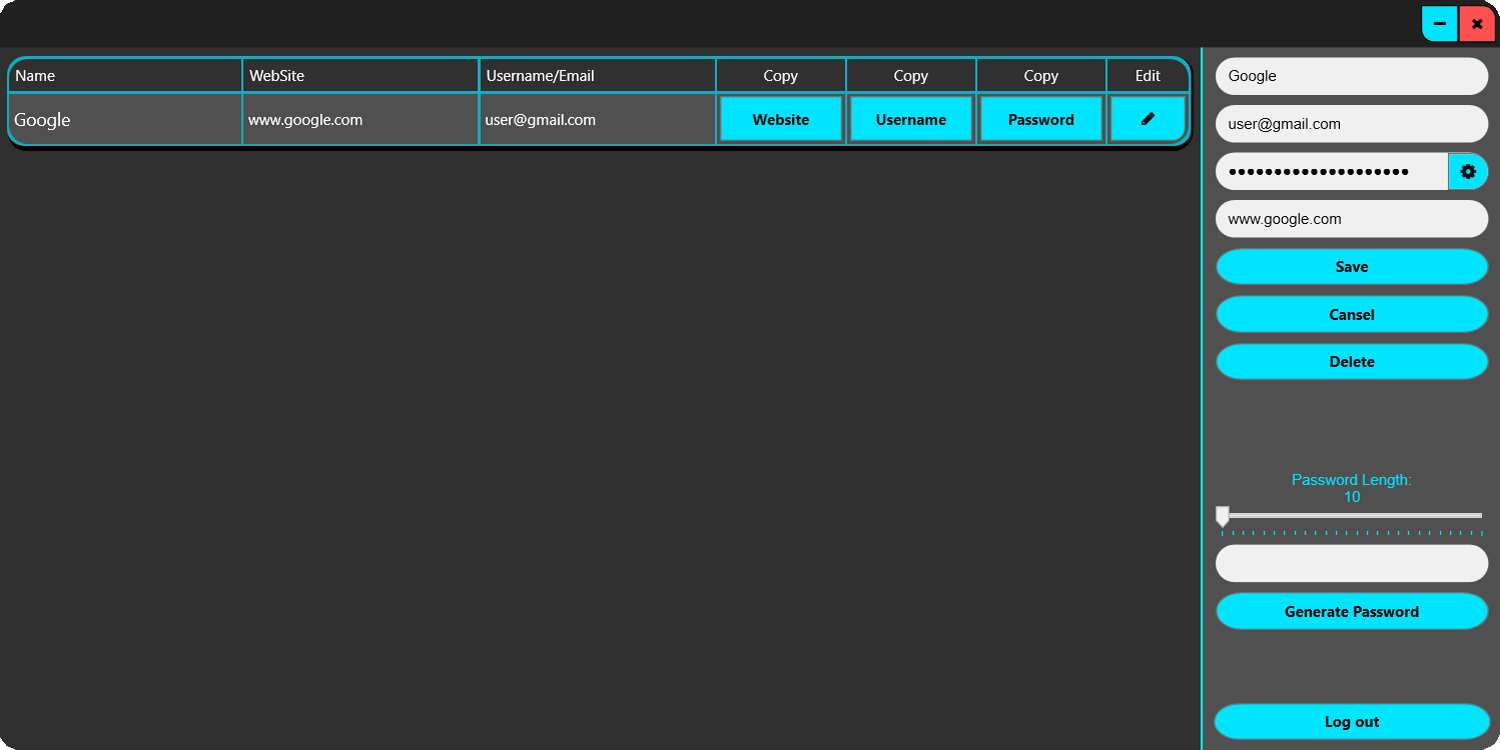 Name WebSite Username/Email Copy Copy Copy Edit
Google www.google.com user@gmail.com Website Username Password
Google
user@gmail.com
••••••••••••••••••••
www.google.com
Save
Cansel
Delete
Password Length:
10
Generate Password
Log out